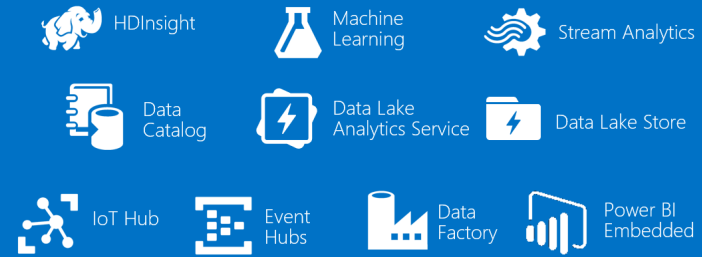 HDInsight
Machine
Learning
Stream Analytics
Data
Catalog
Data Lake
Analytics Service
Data Lake Store
IoT Hub
Event
Hubs
Data
Factory
Power BI
Embedded